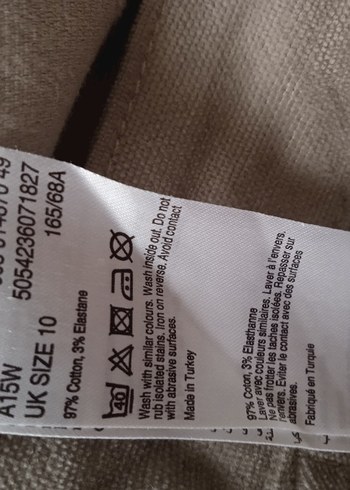 5054236071827
165/68A
A15W
UK SIZE 10
97% Cotton, 3% Elastane
40
Wash with similar colours. Wash inside out. Do not
rub isolated stains. Iron on reverse. Avoid contact
with abrasive surfaces.
Made in Turkey
97% Coton, 3% Elasthanne
Laver avec couleurs similaires. Laver à l'envers.
Ne pas frotter les taches isolées. Repasser sur
l'envers. Eviter le contact avec des surfaces
abrasives.
Fabriqué en Turquie